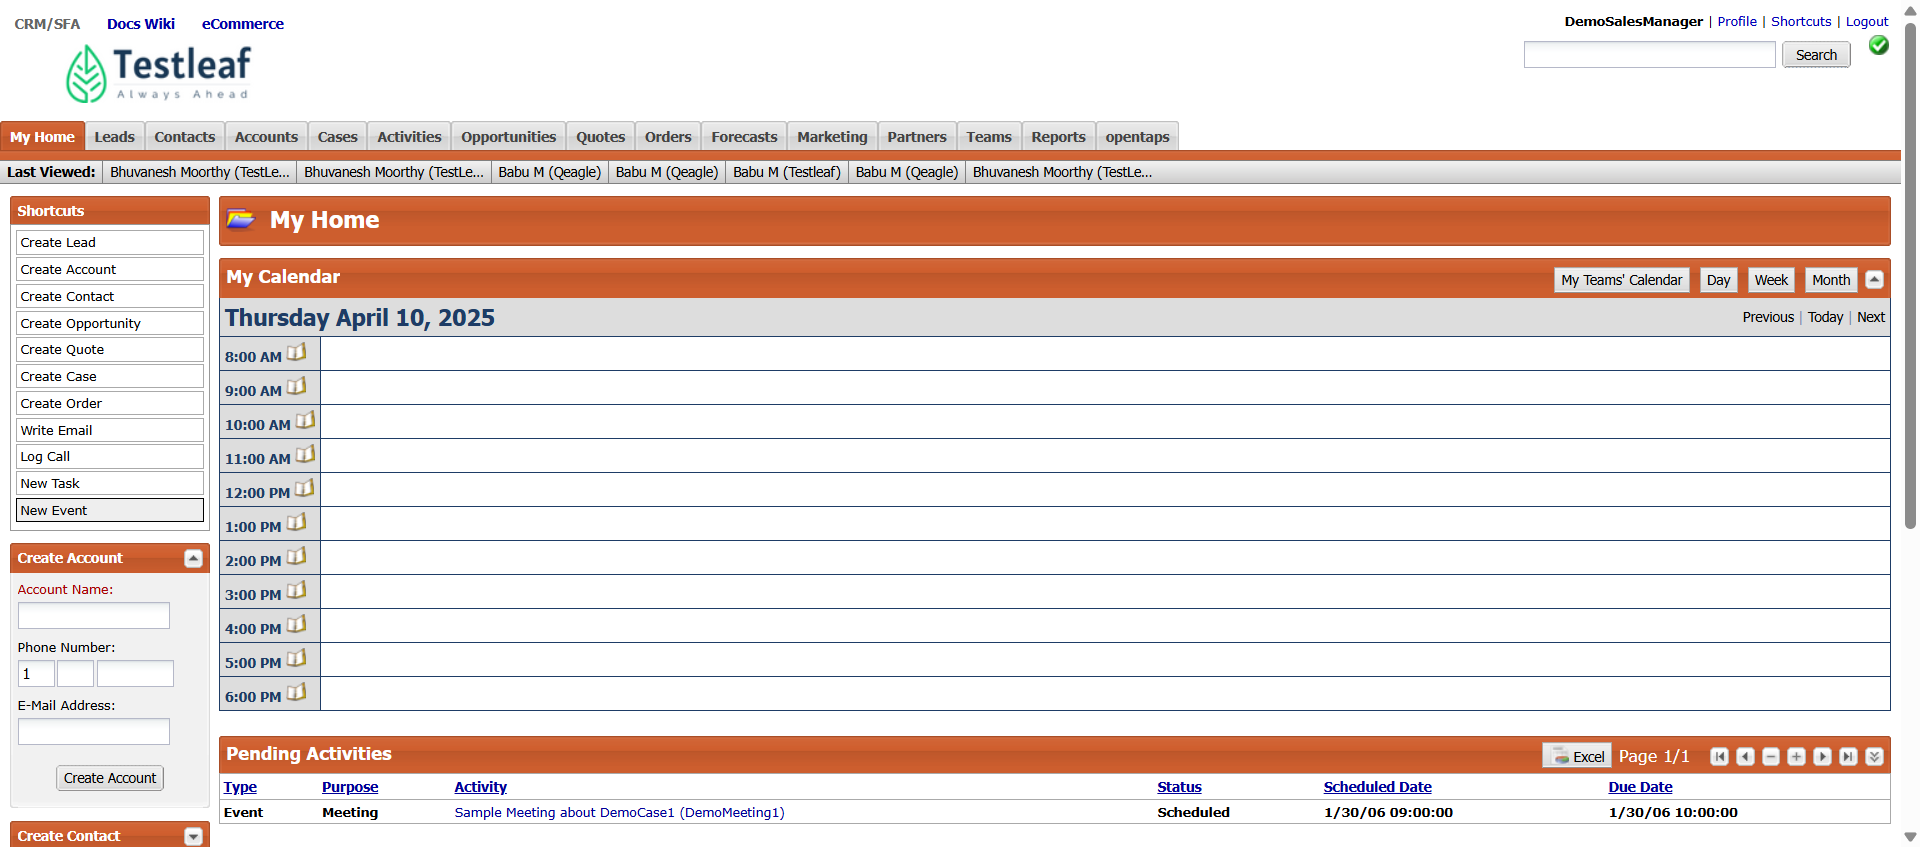 CRM/SFA Docs Wiki eCommerce
DemoSalesManager | Profile | Shortcuts | Logout
Search
Testleaf
Always Ahead
My Home Leads Contacts Accounts Cases Activities Opportunities Quotes Orders Forecasts Marketing Partners Teams Reports opentaps
Last Viewed: Bhuvanesh Moorthy (TestLe... Bhuvanesh Moorthy (TestLe... Babu M (Qeagle) Babu M (Qeagle) Babu M (Testleaf) Babu M (Qeagle) Bhuvanesh Moorthy (TestLe...
Shortcuts
Create Lead
Create Account
Create Contact
Create Opportunity
Create Quote
Create Case
Create Order
Write Email
Log Call
New Task
New Event
Create Account
Account Name:
Phone Number:
1
E-Mail Address:
Create Account
Create Contact
My Home
My Calendar
My Teams' Calendar Day Week Month
Thursday April 10, 2025
Previous | Today | Next
8:00 AM
9:00 AM
10:00 AM
11:00 AM
12:00 PM
1:00 PM
2:00 PM
3:00 PM
4:00 PM
5:00 PM
6:00 PM
Pending Activities
Excel Page 1/1
Type Purpose Activity Status Scheduled Date Due Date
Event Meeting Sample Meeting about DemoCase1 (DemoMeeting1) Scheduled 1/30/06 09:00:00 1/30/06 10:00:00